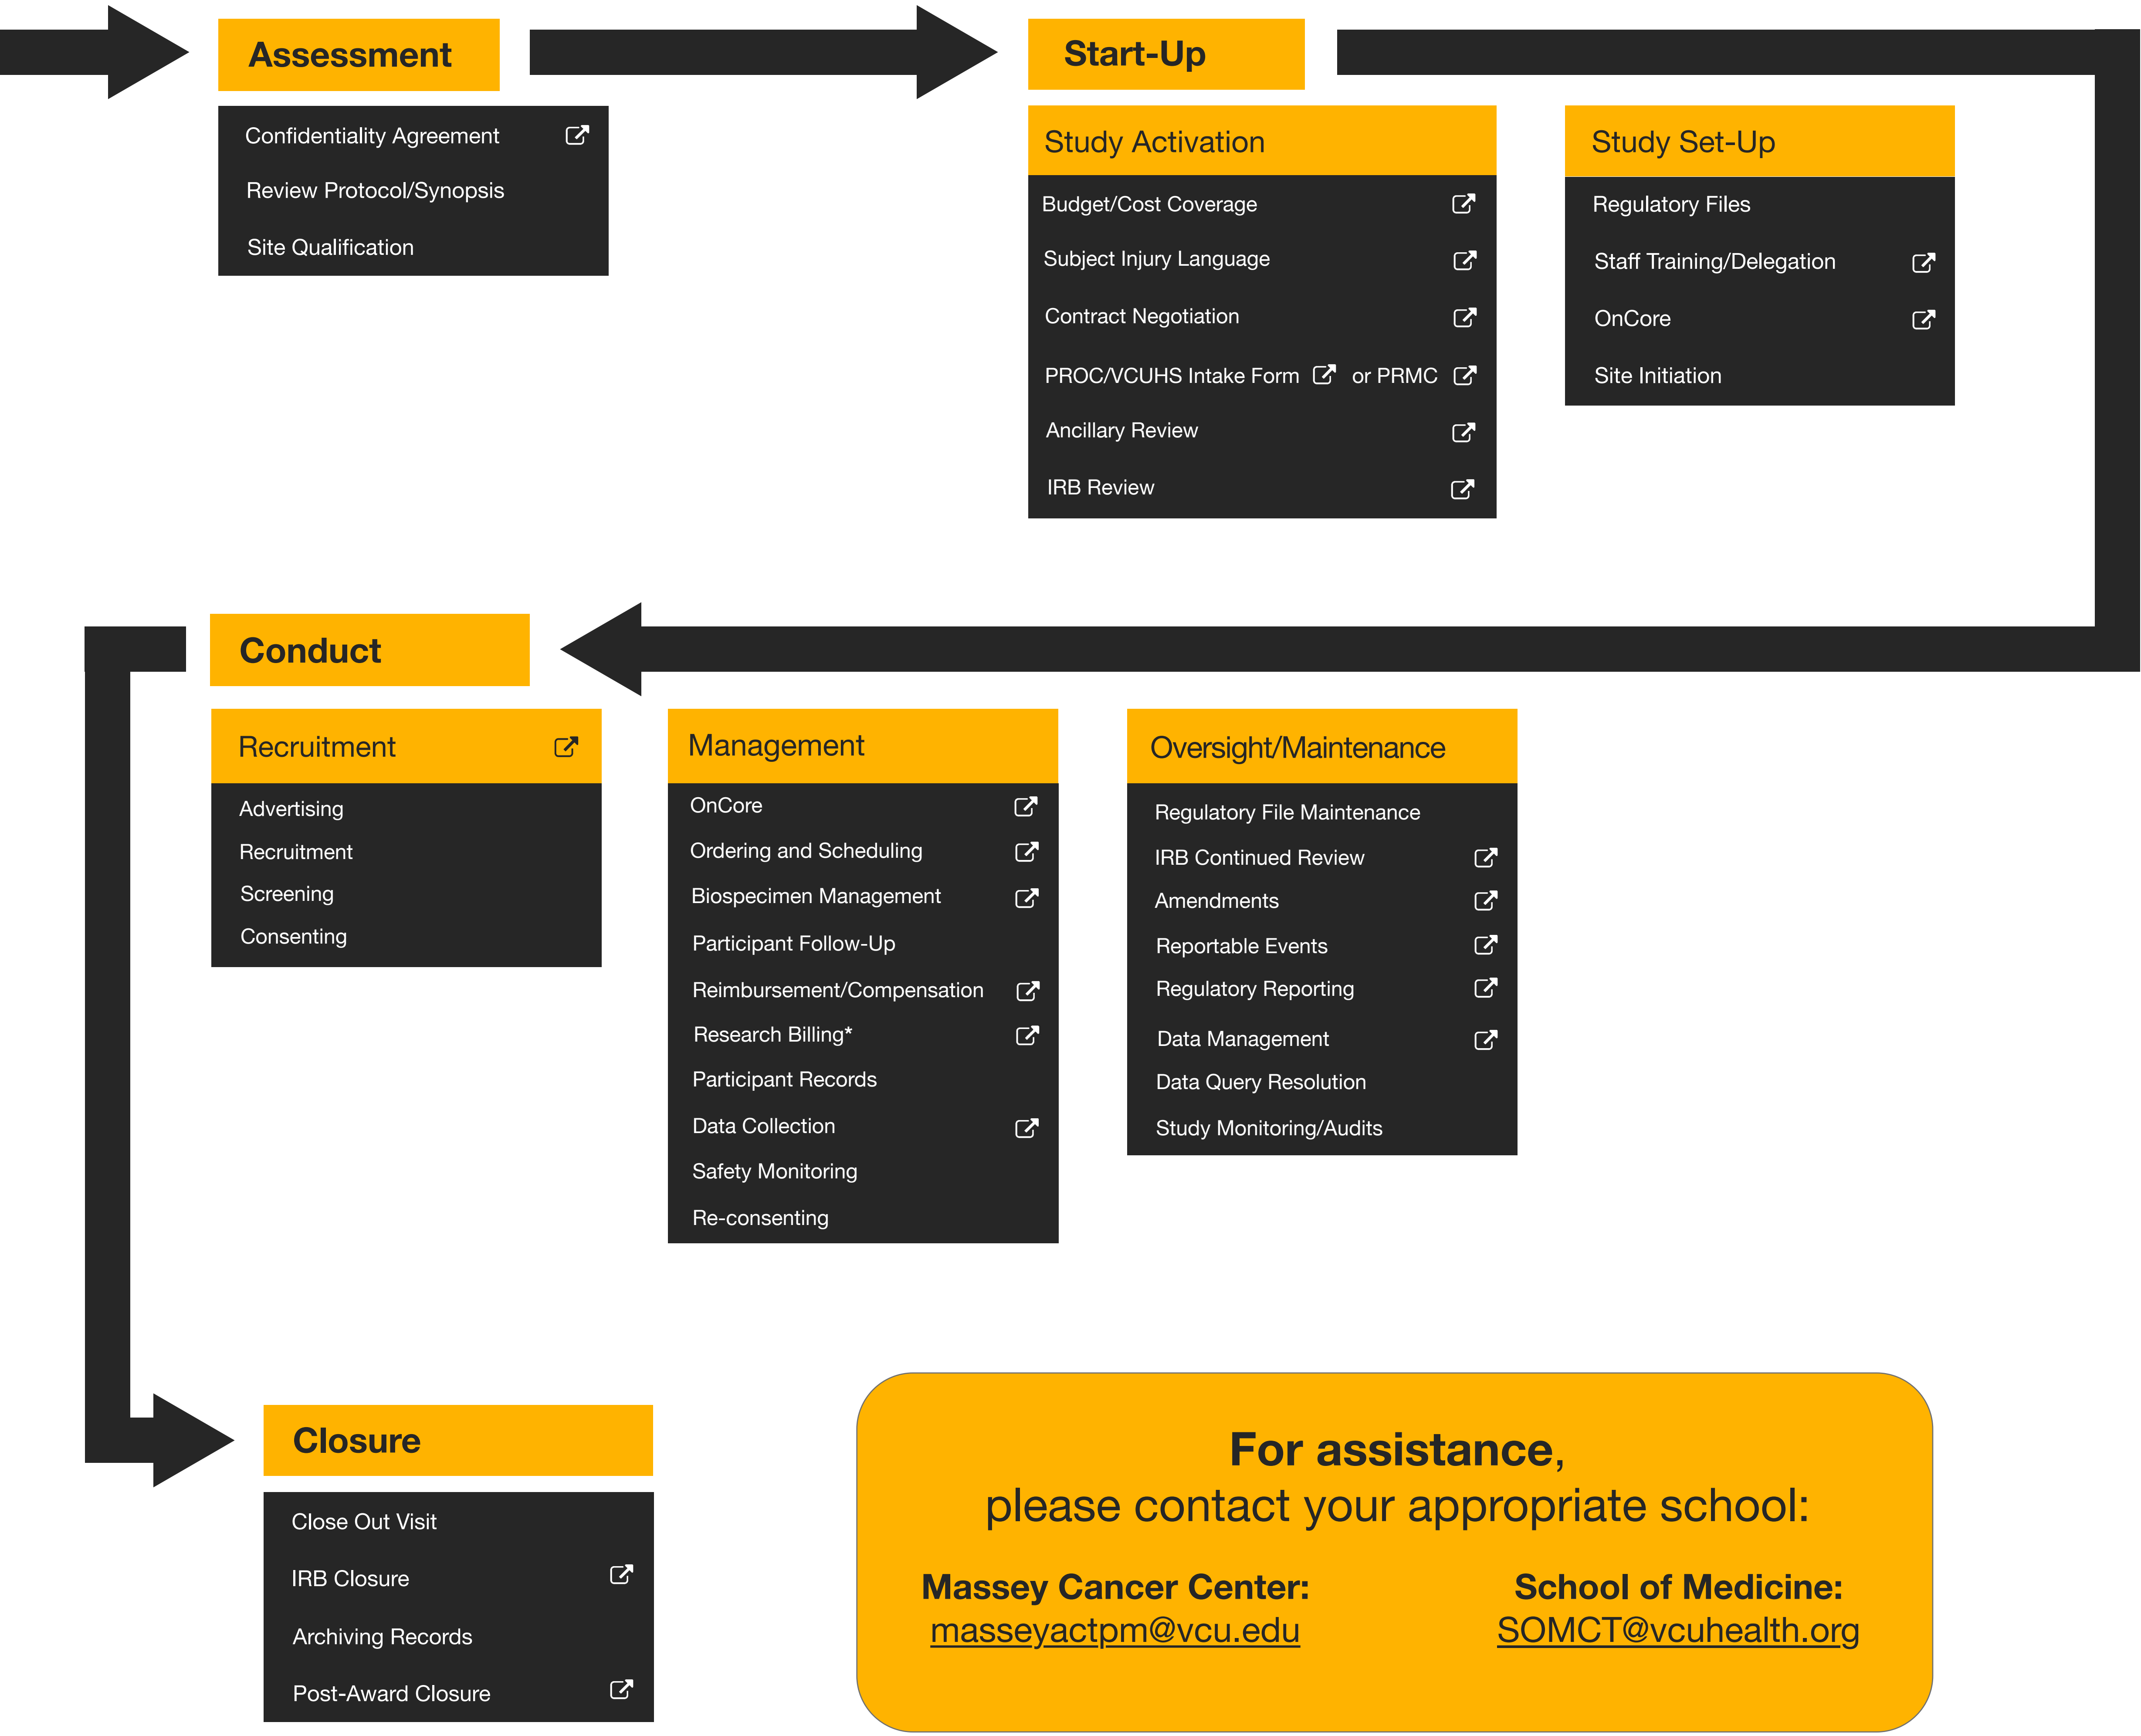 Assessment
Confidentiality Agreement
Review Protocol/Synopsis
Site Qualification
Start-Up
Study Activation
Budget/Cost Coverage
Subject Injury Language
Contract Negotiation
PROC/VCUHS Intake Form or PRMC
Ancillary Review
IRB Review
Study Set-Up
Regulatory Files
Staff Training/Delegation
OnCore
Site Initiation
Conduct
Recruitment
Advertising
Recruitment
Screening
Consenting
Management
OnCore
Ordering and Scheduling
Biospecimen Management
Participant Follow-Up
Reimbursement/Compensation
Research Billing*
Participant Records
Data Collection
Safety Monitoring
Re-consenting
Oversight/Maintenance
Regulatory File Maintenance
IRB Continued Review
Amendments
Reportable Events
Regulatory Reporting
Data Management
Data Query Resolution
Study Monitoring/Audits
Closure
Close Out Visit
IRB Closure
Archiving Records
Post-Award Closure
For assistance,
please contact your appropriate school:
Massey Cancer Center:
masseyactpm@vcu.edu
School of Medicine:
SOMCT@vcuhealth.org